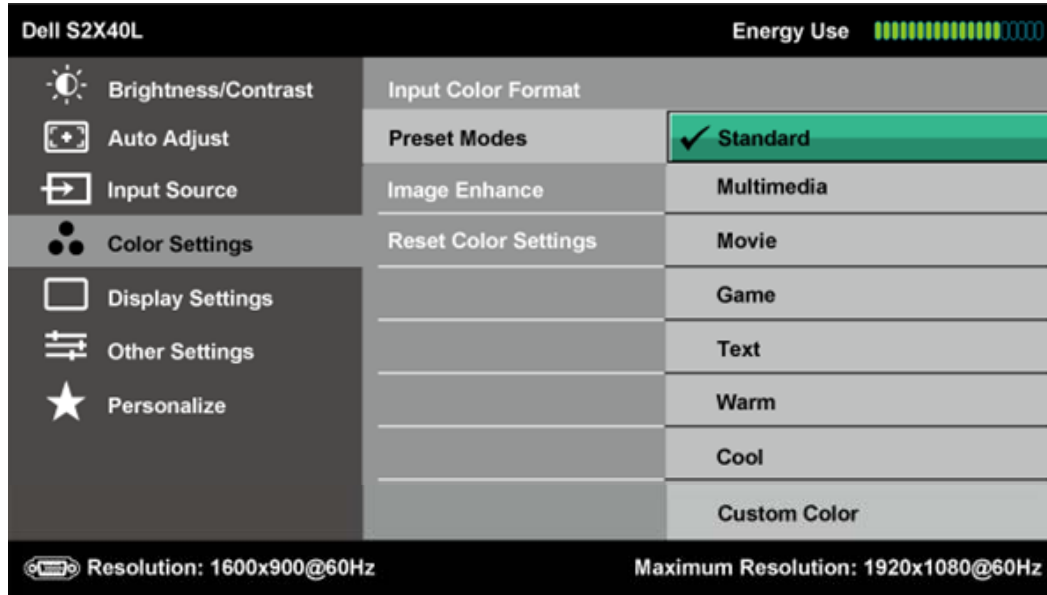 Dell S2X40L
Energy Use
Brightness/Contrast
Auto Adjust
Input Source
Color Settings
Display Settings
Other Settings
Personalize
Input Color Format
Preset Modes
Image Enhance
Reset Color Settings
Standard
Multimedia
Movie
Game
Text
Warm
Cool
Custom Color
Resolution: 1600x900@60Hz
Maximum Resolution: 1920x1080@60Hz